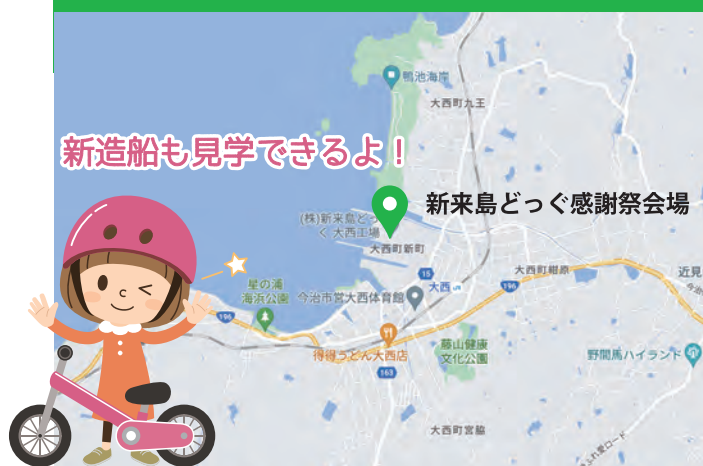 鴨池海岸
大西町九王
新造船も見学できるよ！
新来島どっぐ感謝祭会場
(株)新来島どっ
ぐ 大西工場
大西町新町
15
大西
大西町紺原
近見
星の浦
海浜公園
今治市営大西体育館
196
196
得得うどん大西店
藤山健康
文化公園
野間馬ハイランド
163
大西町宮脇